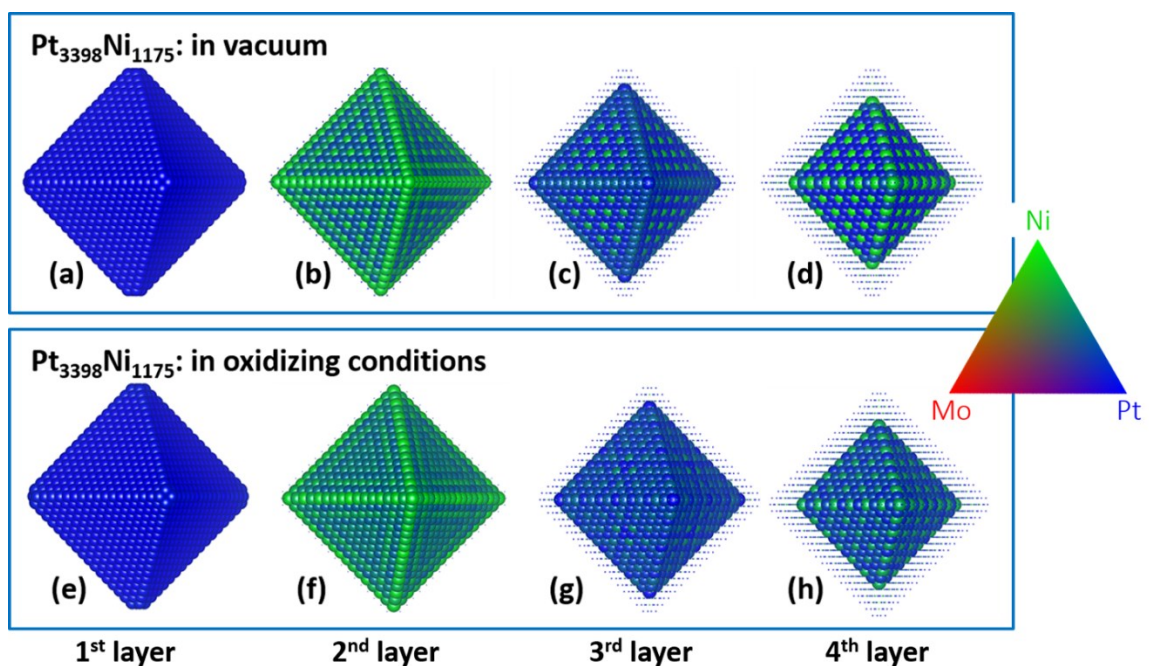 Pt₃₃₉₈Ni₁₁₇₅: in vacuum
(a) (b) (c) (d)
Ni
Mo Pt
Pt₃₃₉₈Ni₁₁₇₅: in oxidizing conditions
(e) (f) (g) (h)
1ˢᵗ layer 2ⁿᵈ layer 3ʳᵈ layer 4ᵗʰ layer